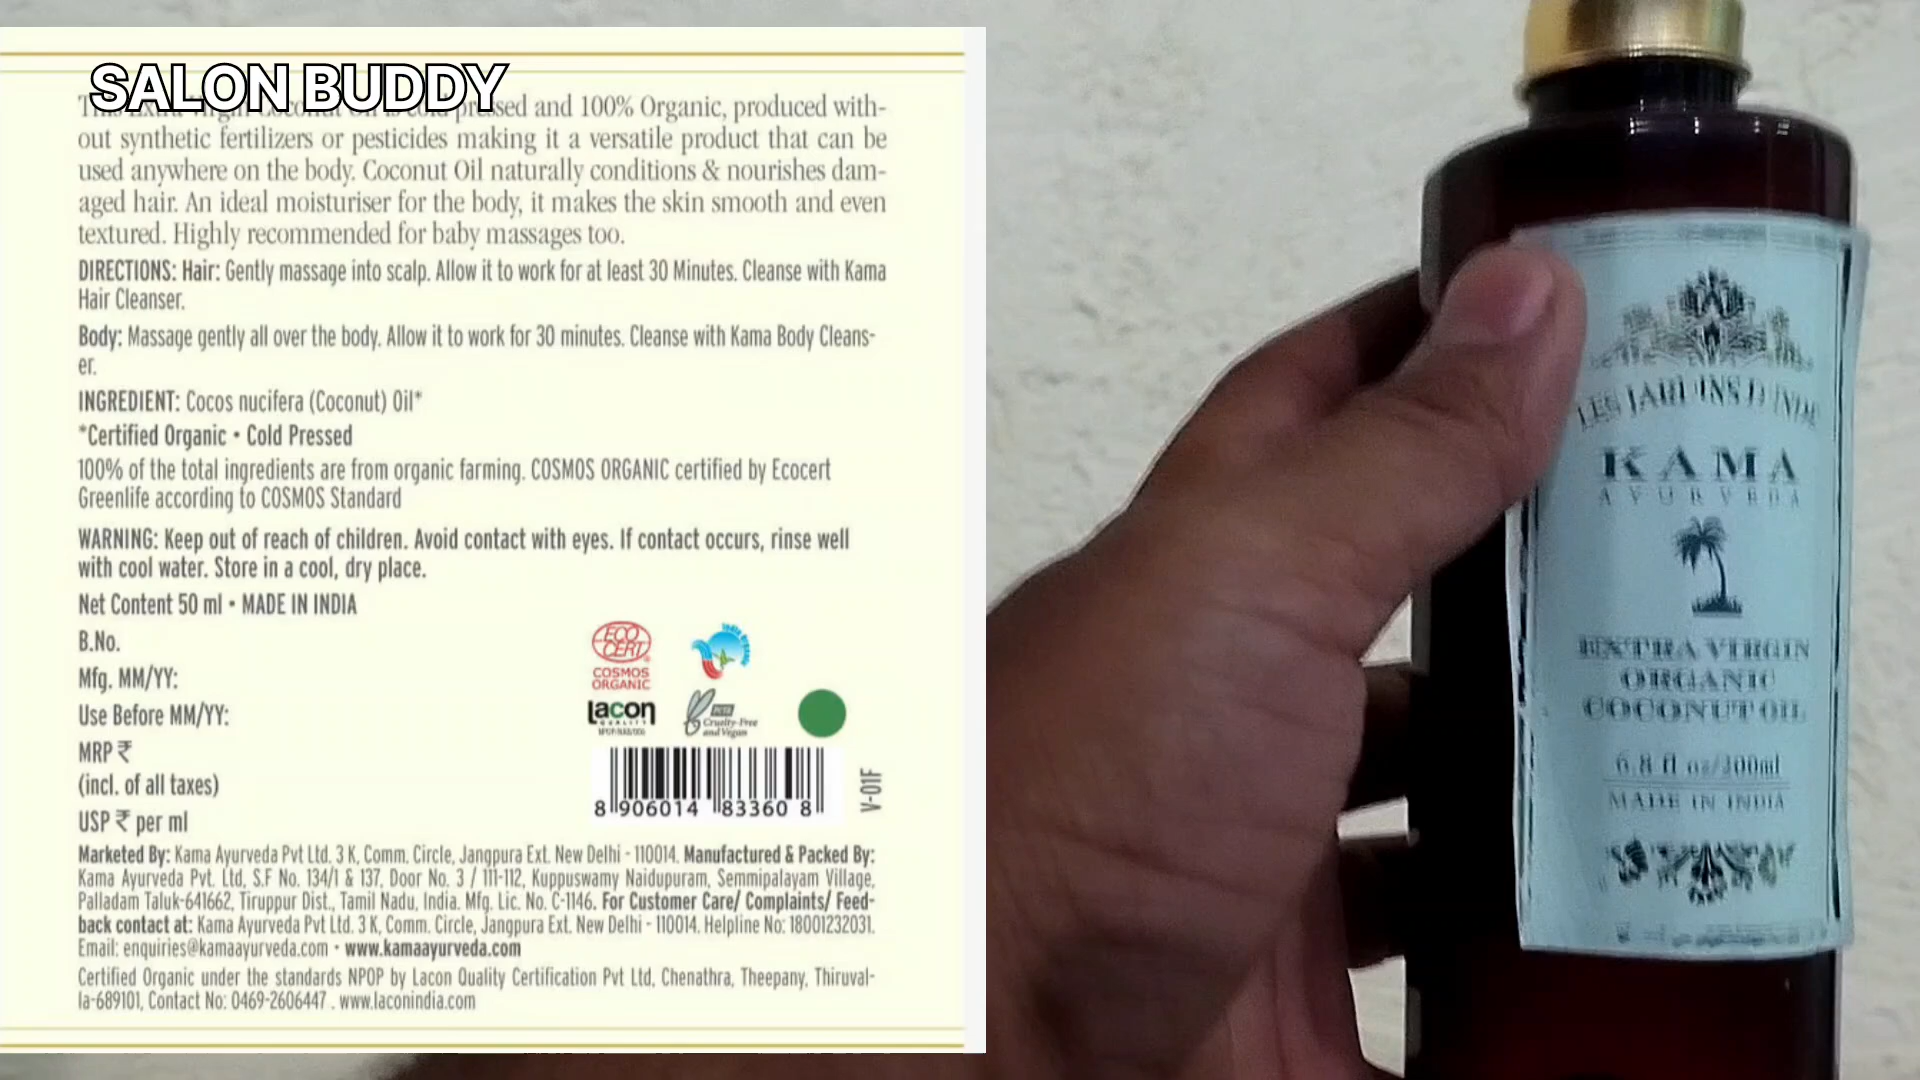 SALON BUDDY
pressed and 100% Organic, produced with-
out synthetic fertilizers or pesticides making it a versatile product that can be
used anywhere on the body. Coconut Oil naturally conditions & nourishes dam-
aged hair. An ideal moisturiser for the body, it makes the skin smooth and even
textured. Highly recommended for baby massages too.
DIRECTIONS: Hair: Gently massage into scalp. Allow it to work for at least 30 Minutes. Cleanse with Kama
Hair Cleanser.
Body: Massage gently all over the body. Allow it to work for 30 minutes. Cleanse with Kama Body Cleans-
er.
INGREDIENT: Cocos nucifera (Coconut) Oil*
*Certified Organic • Cold Pressed
100% of the total ingredients are from organic farming. COSMOS ORGANIC certified by Ecocert
Greenlife according to COSMOS Standard
WARNING: Keep out of reach of children. Avoid contact with eyes. If contact occurs, rinse well
with cool water. Store in a cool, dry place.
Net Content 50 ml • MADE IN INDIA
B.No.
Mfg. MM/YY:
Use Before MM/YY:
MRP ₹
(incl. of all taxes)
USP ₹ per ml
ECO CERT
COSMOS
ORGANIC
India Organic
lacon
QUALITY
PETA
Cruelty-Free
and Vegan
8 906014 83360 8
V-01F
Marketed By: Kama Ayurveda Pvt Ltd. 3 K, Comm. Circle, Jangpura Ext. New Delhi - 110014. Manufactured & Packed By:
Kama Ayurveda Pvt. Ltd, S.F No. 134/1 & 137, Door No. 3 / 111-112, Kuppuswamy Naidupuram, Semmipalayam Village,
Palladam Taluk-641662, Tiruppur Dist., Tamil Nadu, India. Mfg. Lic. No. C-1146. For Customer Care/ Complaints/ Feed-
back contact at: Kama Ayurveda Pvt Ltd. 3 K, Comm. Circle, Jangpura Ext. New Delhi - 110014. Helpline No: 18001232031.
Email: enquiries@kamaayurveda.com • www.kamaayurveda.com
Certified Organic under the standards NPOP by Lacon Quality Certification Pvt Ltd, Chenathra, Theepany, Thiruval-
la-689101, Contact No: 0469-2606447 . www.laconindia.com
LES JARDINS D'INDE
KAMA
AYURVEDA
EXTRA VIRGIN
ORGANIC
COCONUT OIL
6.8 fl oz/200ml
MADE IN INDIA